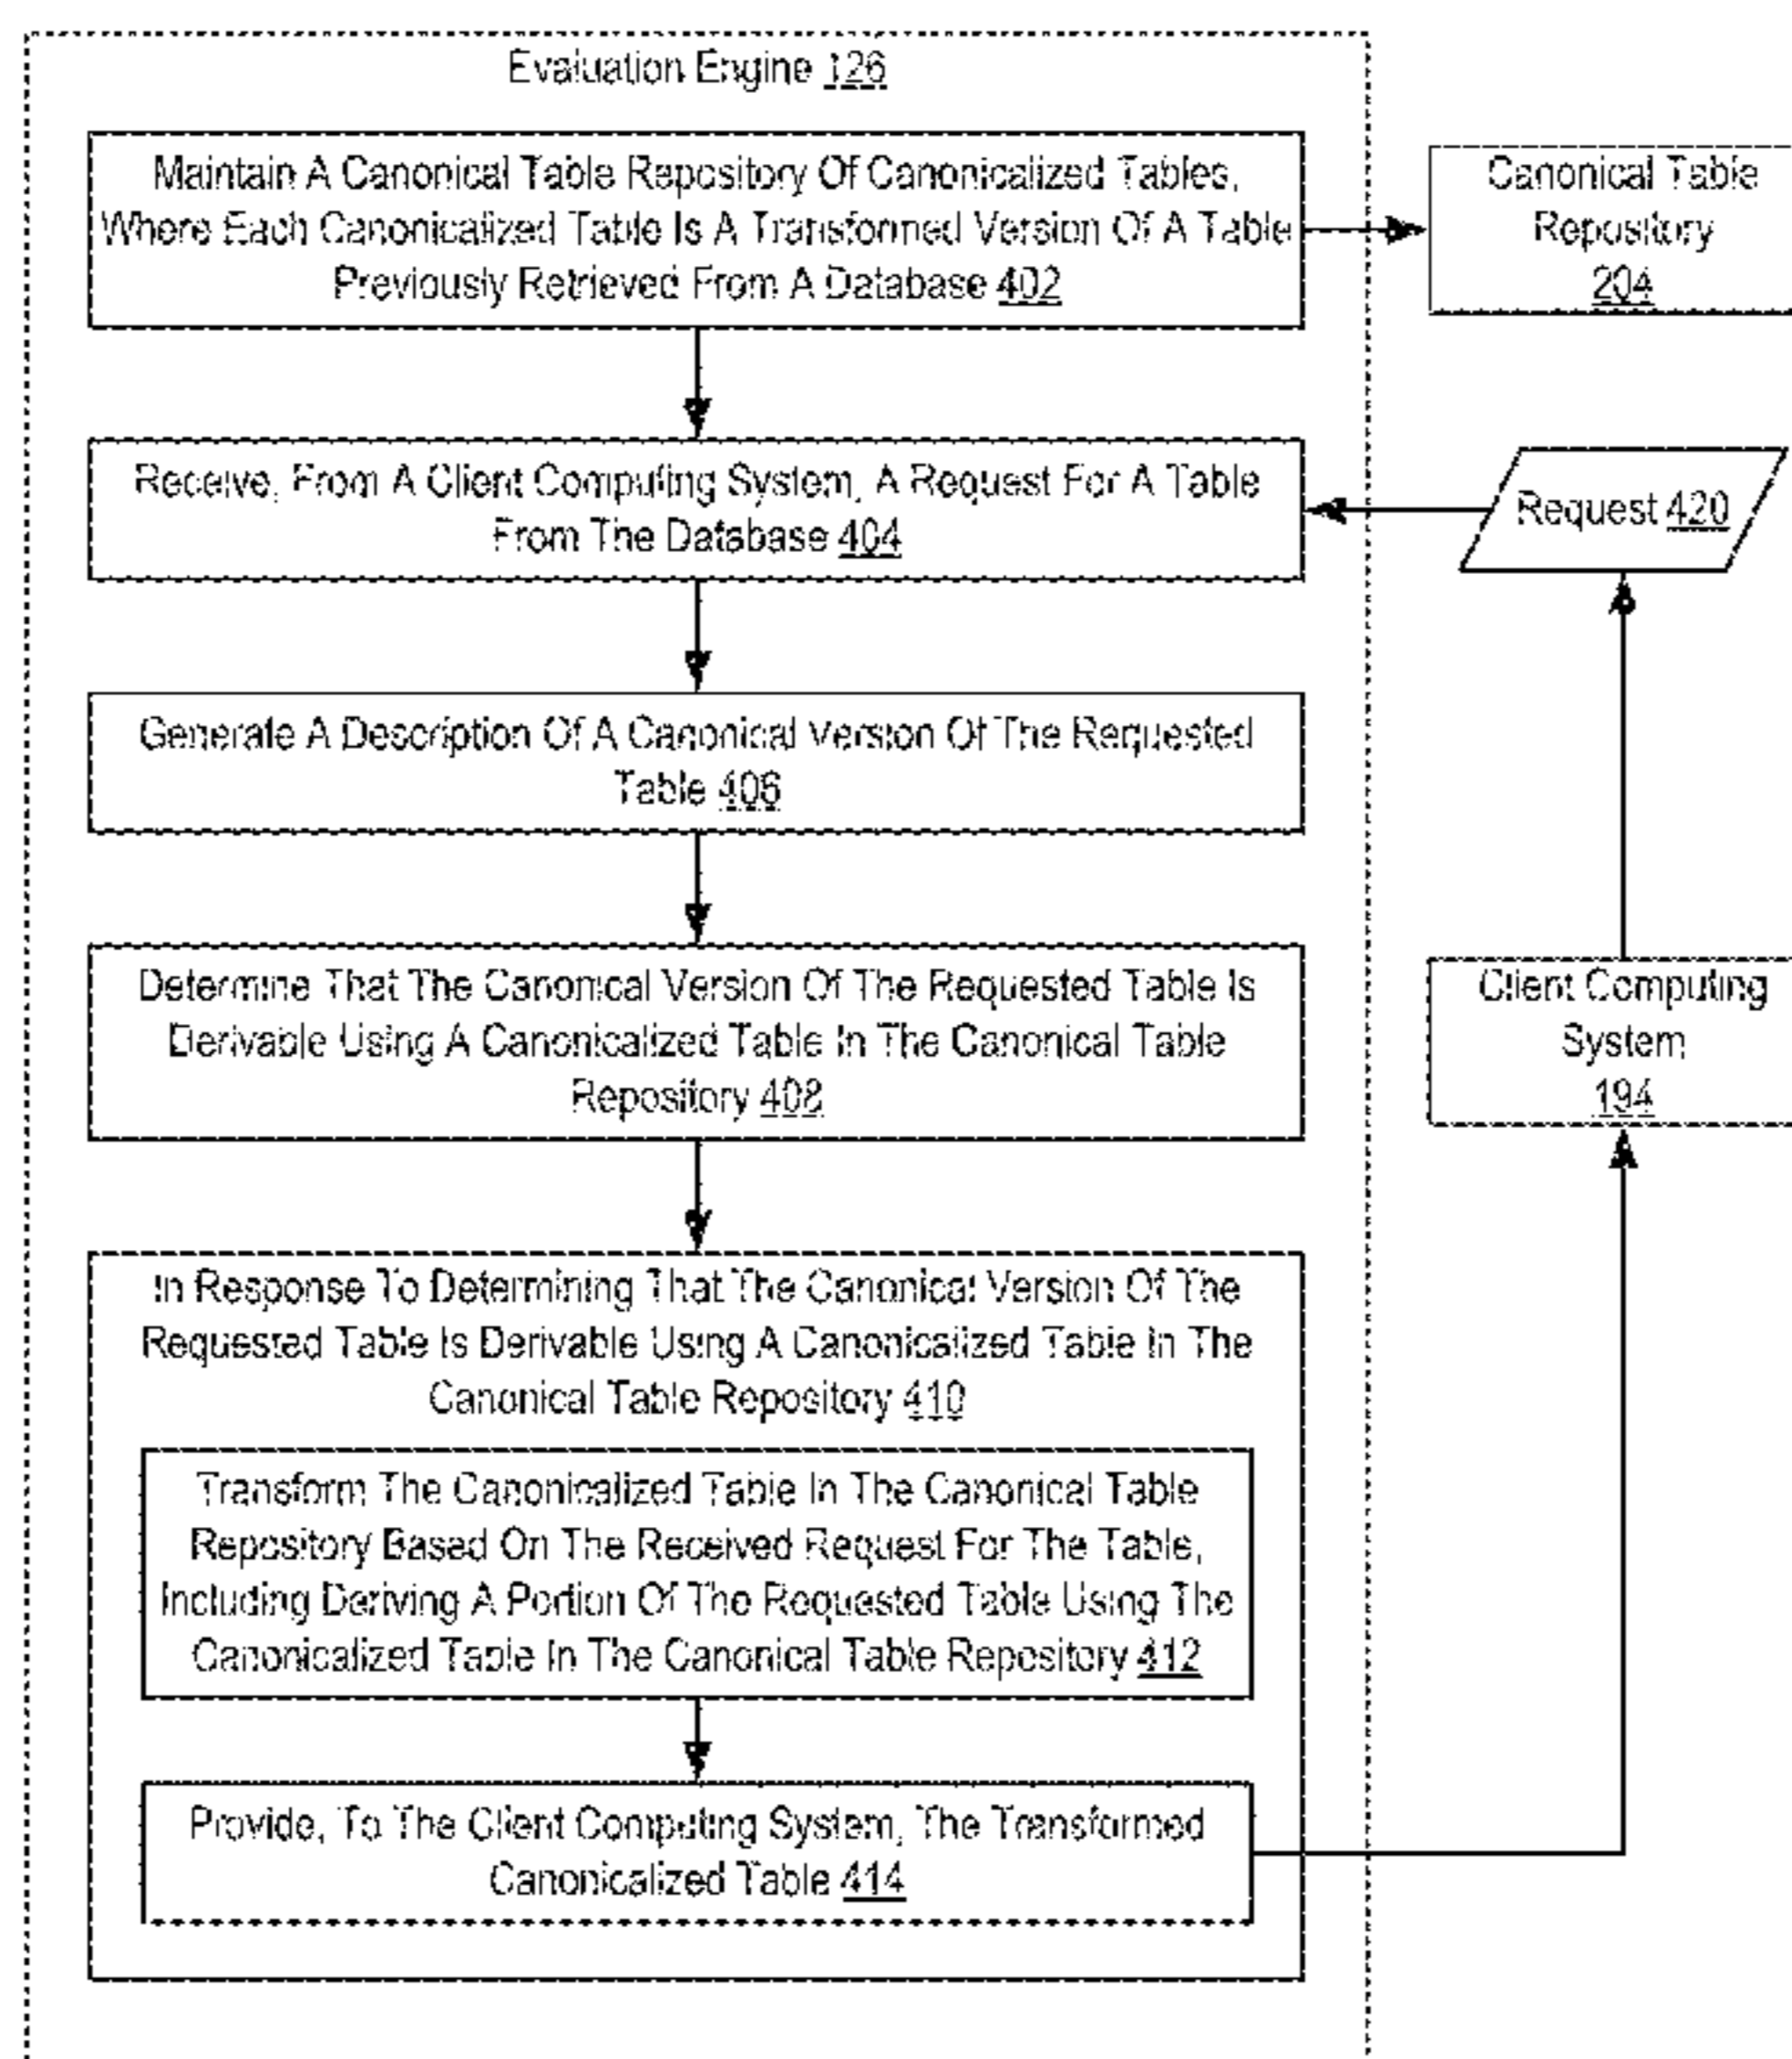 Evaluation Engine 126
Maintain A Canonical Table Repository Of Canonicalized Tables,
Where Each Canonicalized Table Is A Transformed Version Of A Table
Previously Retrieved From A Database 402
Canonical Table
Repository
204
Receive, From A Client Computing System, A Request For A Table
From The Database 404
Request 420
Generate A Description Of A Canonical Version Of The Requested
Table 406
Determine That The Canonical Version Of The Requested Table Is
Derivable Using A Canonicalized Table In The Canonical Table
Repository 408
Client Computing
System
194
In Response To Determining That The Canonical Version Of The
Requested Table Is Derivable Using A Canonicalized Table In The
Canonical Table Repository 410
Transform The Canonicalized Table In The Canonical Table
Repository Based On The Received Request For The Table,
Including Deriving A Portion Of The Requested Table Using The
Canonicalized Table In The Canonical Table Repository 412
Provide, To The Client Computing System, The Transformed
Canonicalized Table 414